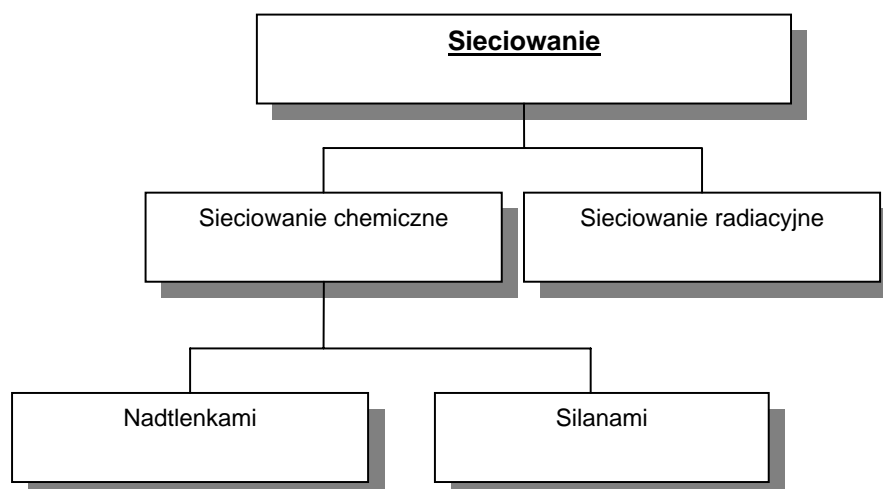 Sieciowanie
Sieciowanie chemiczne
Sieciowanie radiacyjne
Nadtlenkami
Silanami